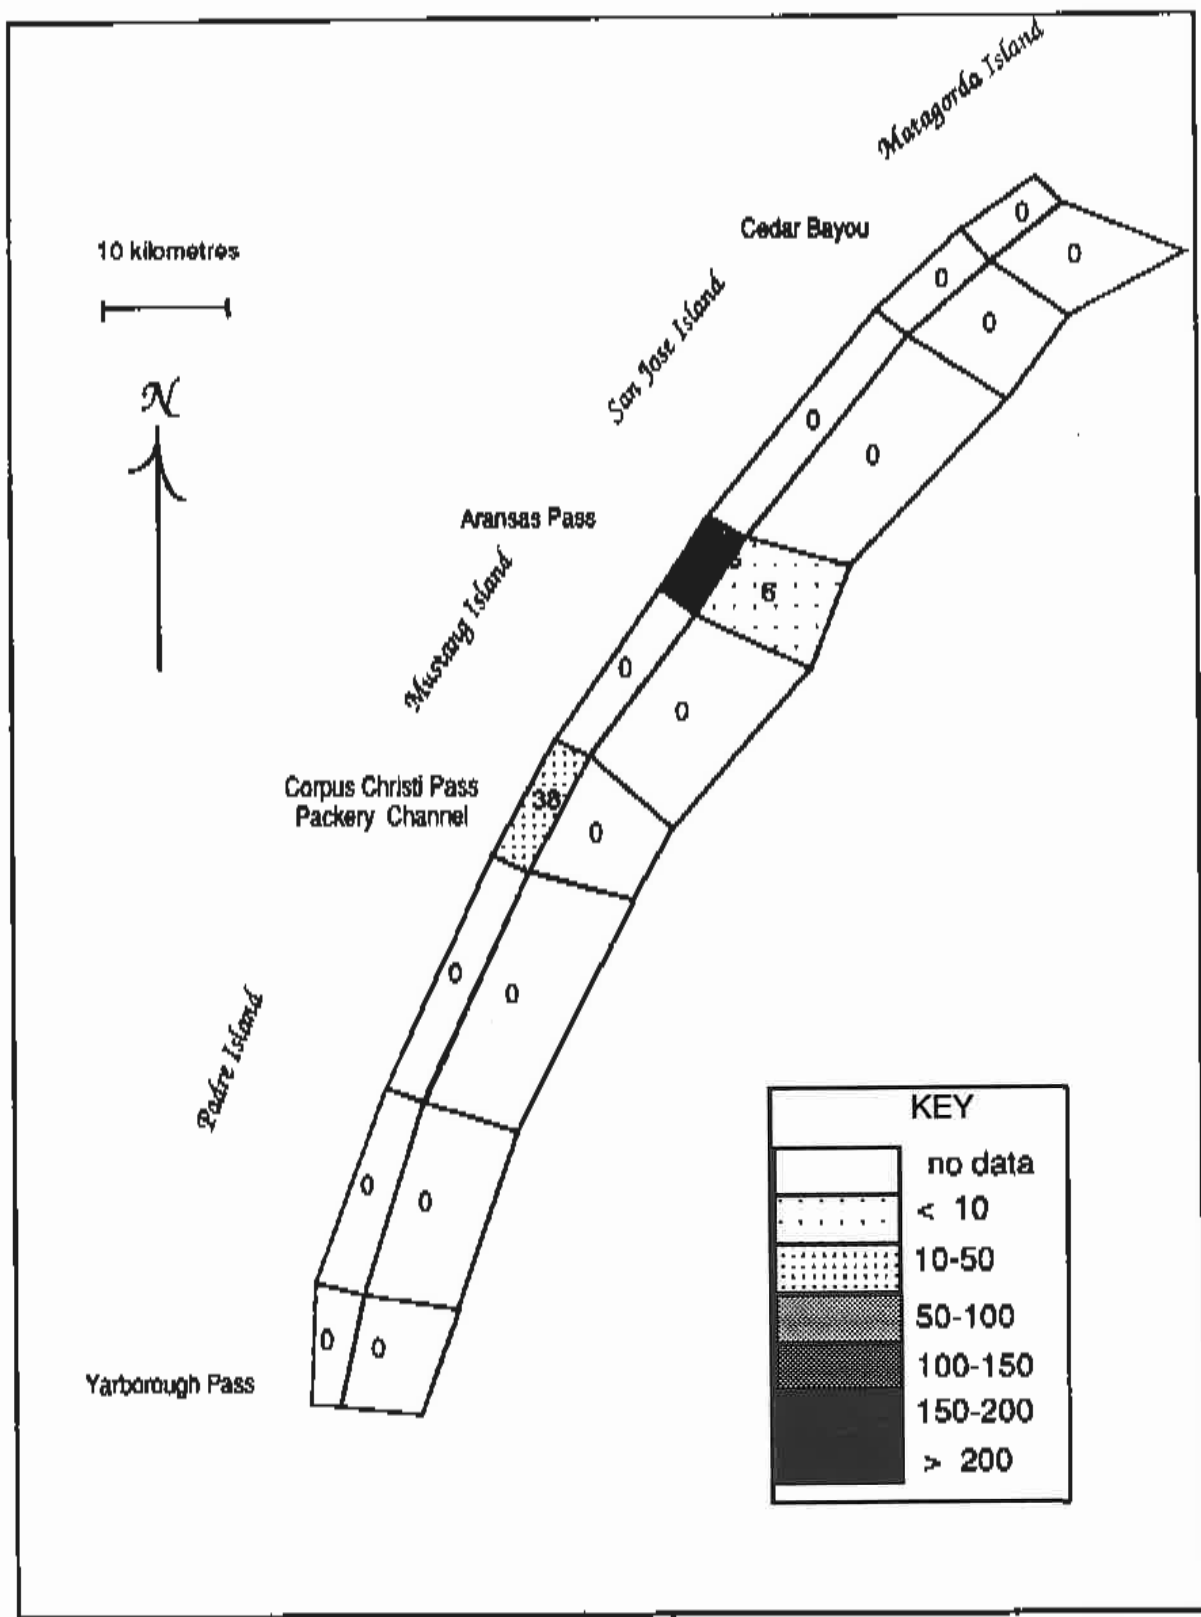 Matagorda Island
0
Cedar Bayou
0
0
10 kilometres
0
San Jose Island
N
0
0
Aransas Pass
6
Mustang Island
0
0
Corpus Christi Pass
Packery Channel
38
0
0
0
Padre Island
KEY
no data
< 10
10-50
50-100
100-150
150-200
> 200
0
0
0
0
Yarborough Pass